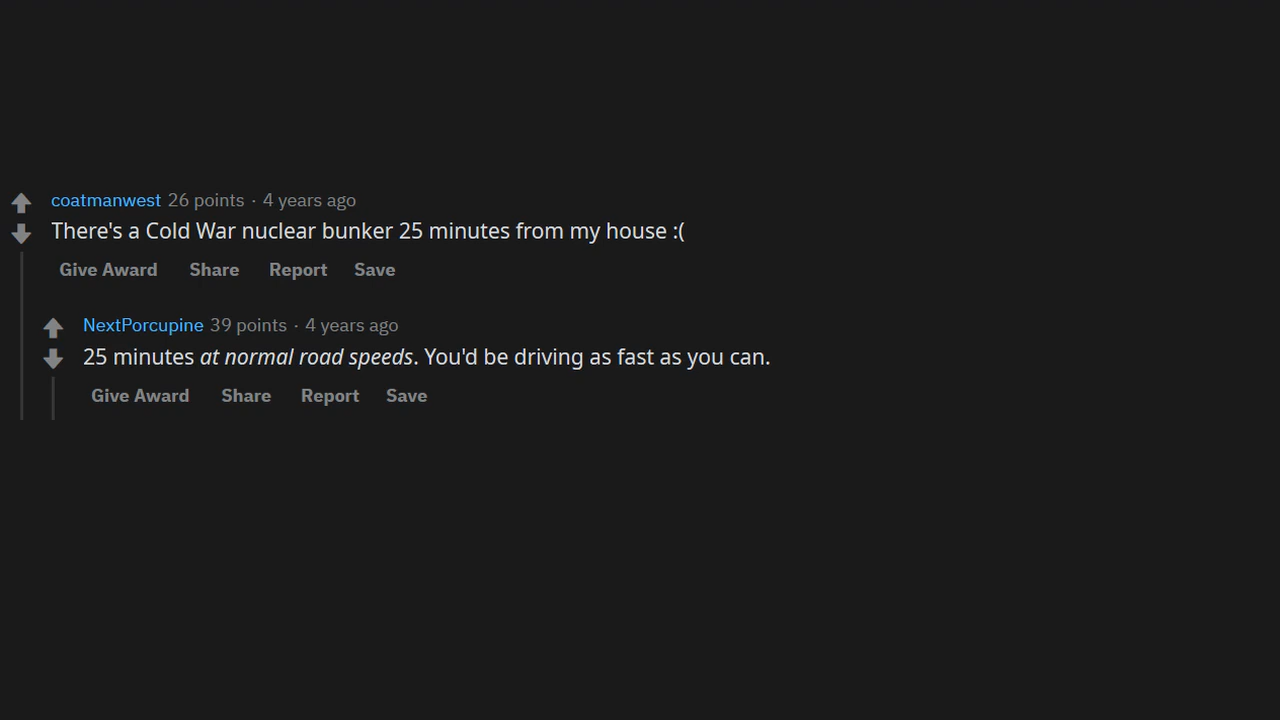 coatmanwest 26 points · 4 years ago
There's a Cold War nuclear bunker 25 minutes from my house :(
Give Award Share Report Save
NextPorcupine 39 points · 4 years ago
25 minutes at normal road speeds. You'd be driving as fast as you can.
Give Award Share Report Save